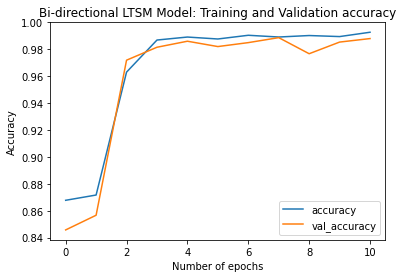 Bi-directional LTSM Model: Training and Validation accuracy
1.00
0.98
0.96
0.94
0.92
0.90
0.88
0.86
0.84
Accuracy
accuracy
val_accuracy
0 2 4 6 8 10
Number of epochs